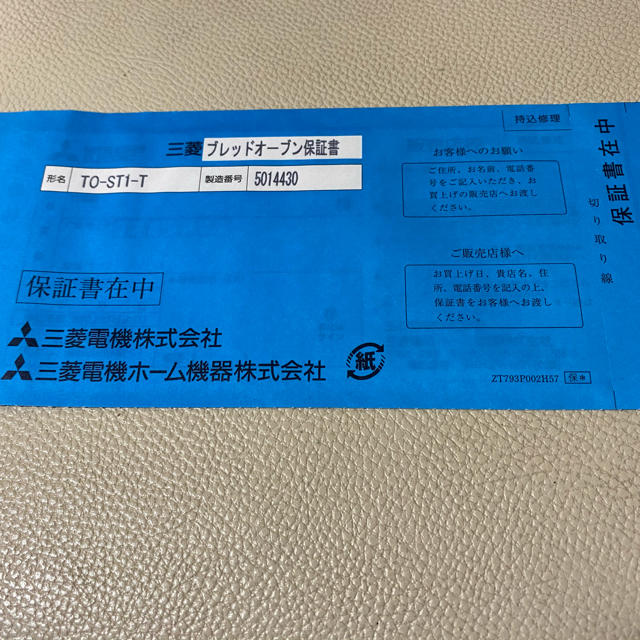 持込修理
三菱 ブレッドオーブン保証書
形名 TO-ST1-T 製造番号 5014430
お客様へのお願い
ご住所、お名前、電話番
号をご記入いただき、お
買上げの販売店へお渡し
ください。
ご販売店様へ
お買上げ日、貴店名、住
所、電話番号を記入の上、
保証書をお客様へお渡し
ください。
保証書在中
三菱電機株式会社
三菱電機ホーム機器株式会社
紙
ZT793P002H57
保証書在中
切り取り線